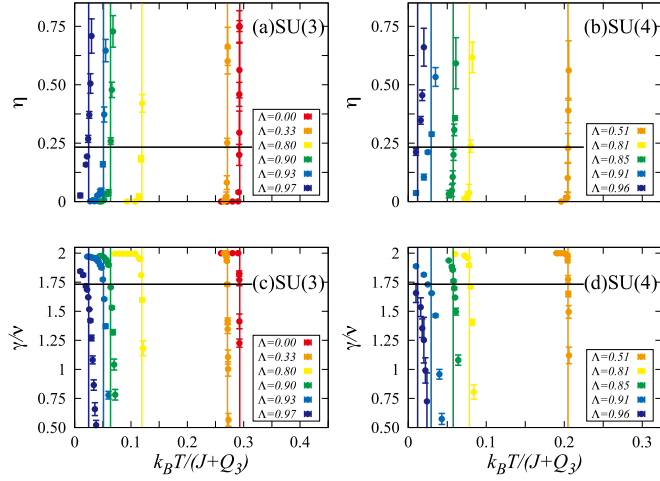 (a)SU(3)
η
0.75
0.50
0.25
0
Λ=0.00
Λ=0.33
Λ=0.80
Λ=0.90
Λ=0.93
Λ=0.97
(b)SU(4)
η
0.75
0.50
0.25
0
Λ=0.51
Λ=0.81
Λ=0.85
Λ=0.91
Λ=0.96
(c)SU(3)
γ/ν
2
1.75
1.73
1.25
1
0.75
0.50
0 0.1 0.2 0.3 0.4
k_BT/(J+Q_3)
Λ=0.00
Λ=0.33
Λ=0.80
Λ=0.90
Λ=0.93
Λ=0.97
(d)SU(4)
γ/ν
2
1.75
1.73
1.25
1
0.75
0.50
0 0.1 0.2 0.3
k_BT/(J+Q_3)
Λ=0.51
Λ=0.81
Λ=0.85
Λ=0.91
Λ=0.96